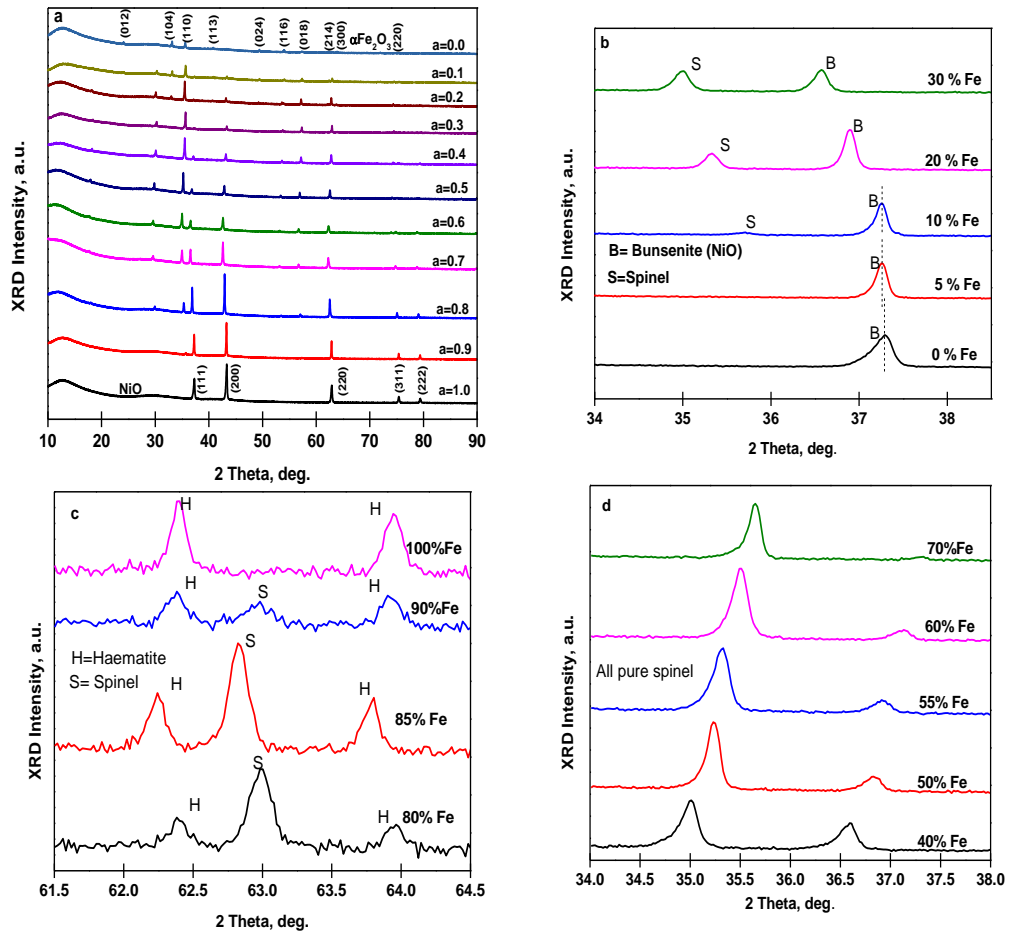 a
(012)
(104)
(110)
(113)
(024)
(116)
(018)
(214)
(300)
(220)
αFe2O3
a=0.0
a=0.1
a=0.2
a=0.3
a=0.4
a=0.5
a=0.6
a=0.7
a=0.8
a=0.9
NiO
(111)
(200)
(220)
(311)
(222)
a=1.0
10 20 30 40 50 60 70 80 90
2 Theta, deg.
XRD Intensity, a.u.
b
S B 30 % Fe
S B 20 % Fe
S B 10 % Fe
B= Bunsenite (NiO)
S=Spinel
B 5 % Fe
B 0 % Fe
34 35 36 37 38
2 Theta, deg.
XRD Intensity, a.u.
c
H H
100%Fe
H S H
90%Fe
H=Haematite
S= Spinel
H S H
85% Fe
H S H
80% Fe
61.5 62.0 62.5 63.0 63.5 64.0 64.5
2 Theta, deg.
XRD Intensity, a.u.
d
70%Fe
60%Fe
All pure spinel
55%Fe
50%Fe
40%Fe
34.0 34.5 35.0 35.5 36.0 36.5 37.0 37.5 38.0
2 Theta, deg.
XRD Intensity, a.u.